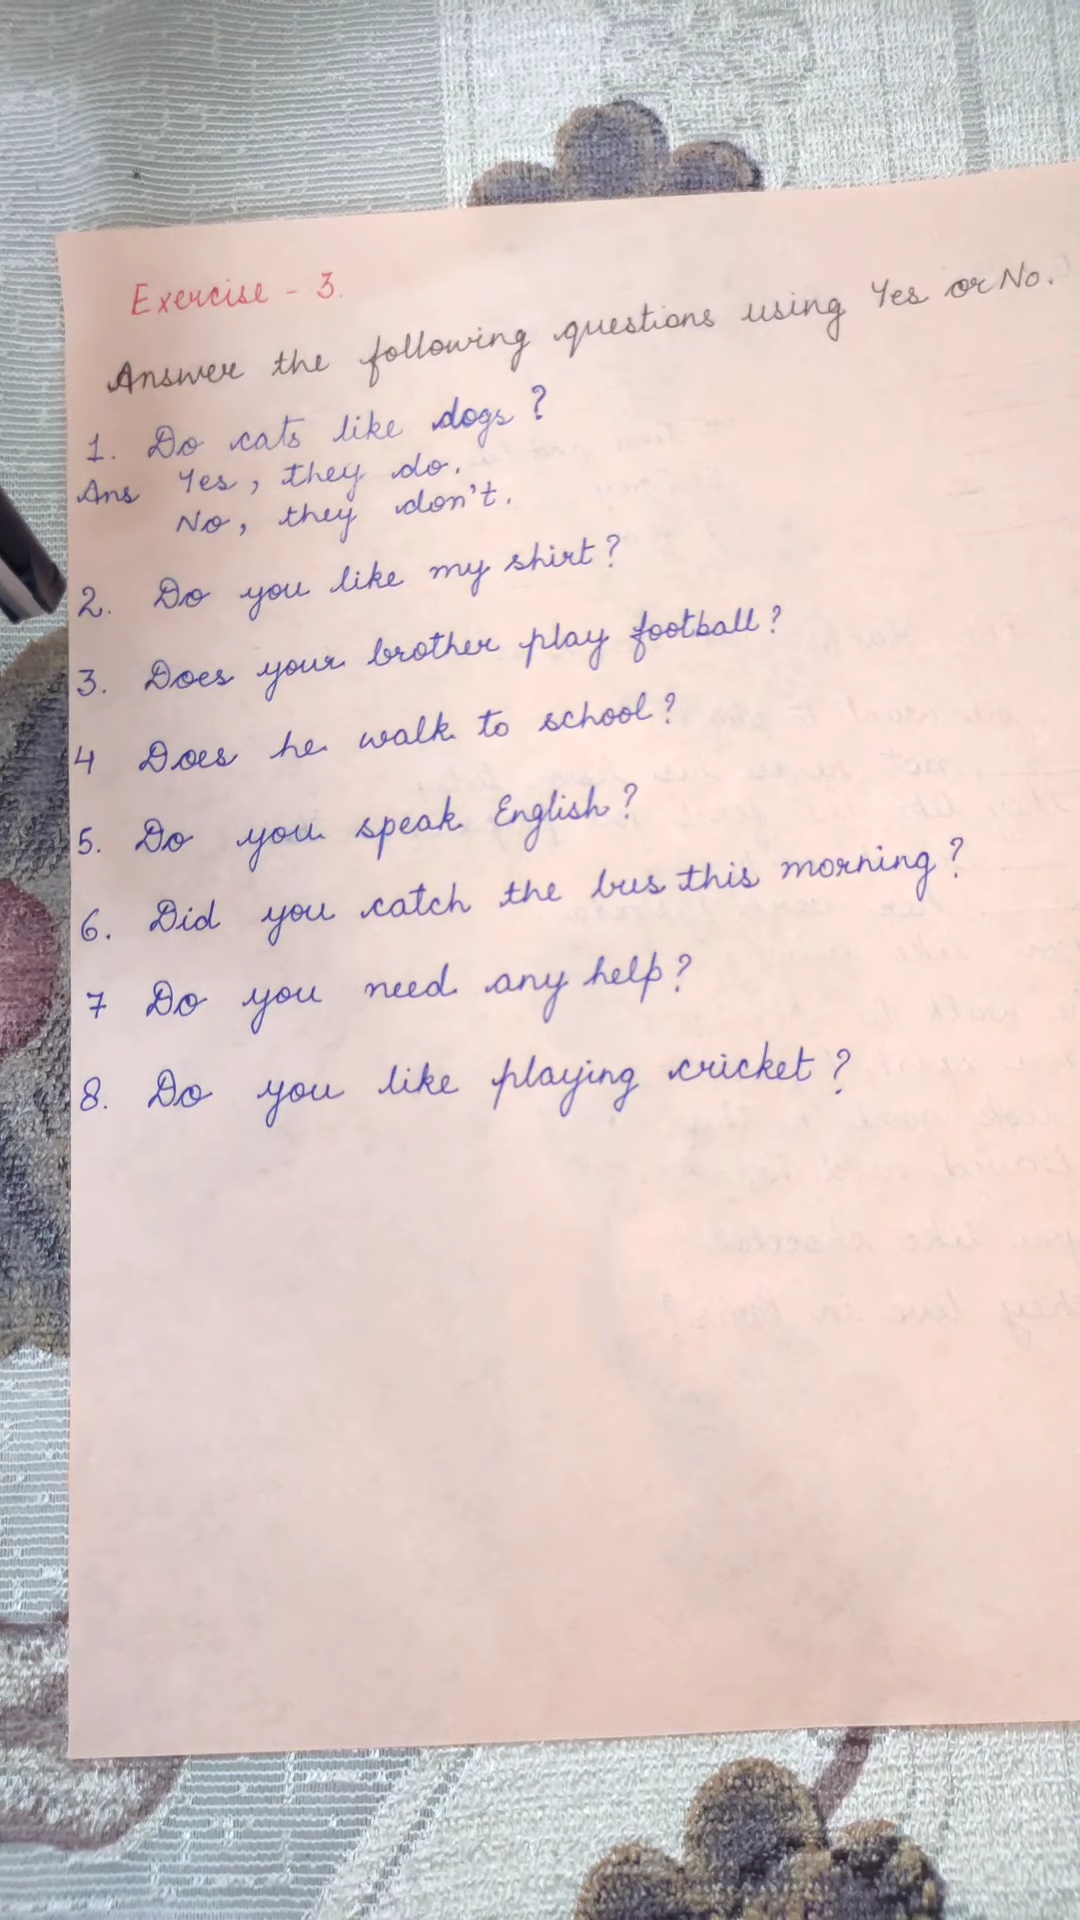 Exercise - 3.
Answer the following questions using Yes or No.
1. Do cats like dogs?
Ans Yes, they do.
No, they don't.
2. Do you like my shirt?
3. Does your brother play football?
4 Does he walk to school?
5. Do you speak English?
6. Did you catch the bus this morning?
7 Do you need any help?
8. Do you like playing cricket?